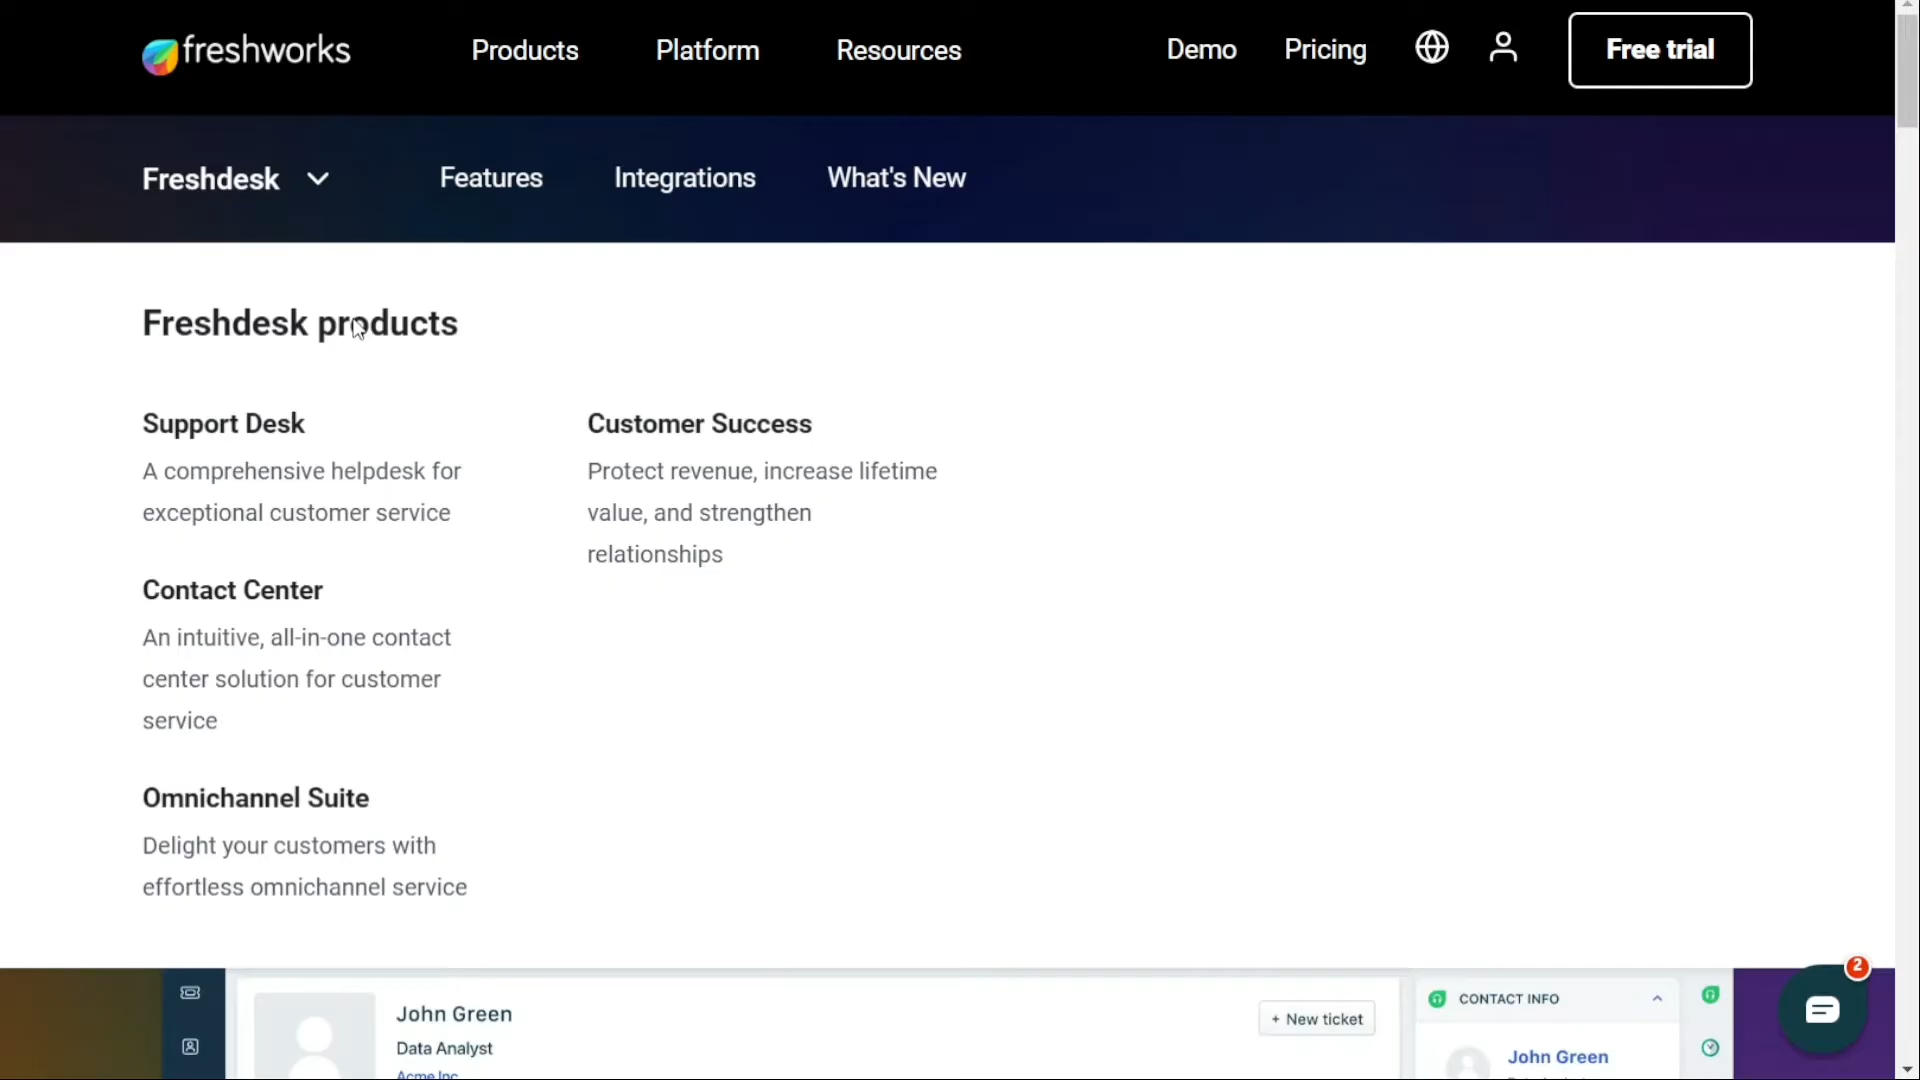 freshworks
Products
Platform
Resources
Demo
Pricing
Free trial
Freshdesk
Features
Integrations
What's New
Freshdesk products
Support Desk
A comprehensive helpdesk for
exceptional customer service
Contact Center
An intuitive, all-in-one contact
center solution for customer
service
Omnichannel Suite
Delight your customers with
effortless omnichannel service
Customer Success
Protect revenue, increase lifetime
value, and strengthen
relationships
2
John Green
Data Analyst
Acme Inc
+ New ticket
CONTACT INFO
John Green